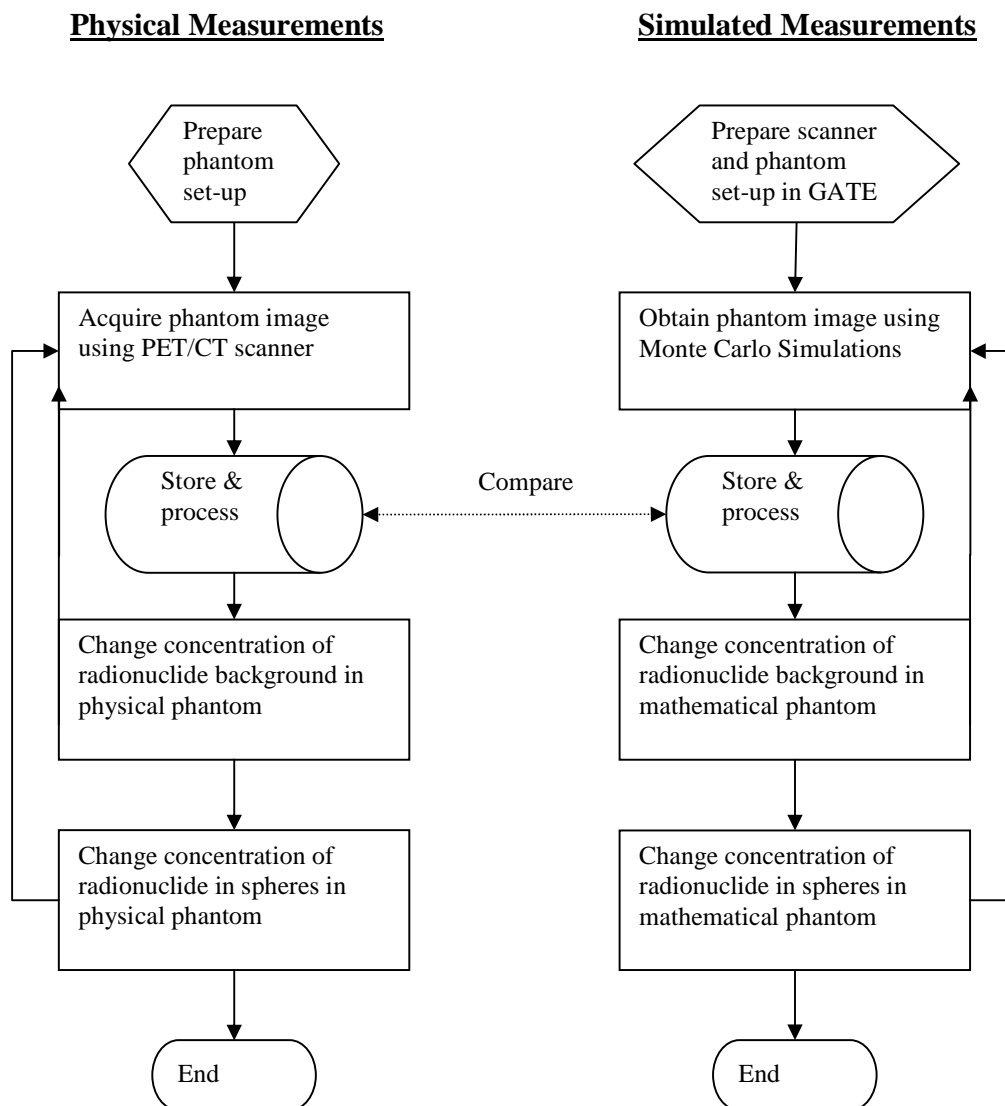 Physical Measurements
Simulated Measurements
Prepare
phantom
set-up
Prepare scanner
and phantom
set-up in GATE
Acquire phantom image
using PET/CT scanner
Obtain phantom image using
Monte Carlo Simulations
Store &
process
Compare
Store &
process
Change concentration of
radionuclide background in
physical phantom
Change concentration of
radionuclide background in
mathematical phantom
Change concentration of
radionuclide in spheres in
physical phantom
Change concentration of
radionuclide in spheres in
mathematical phantom
End
End